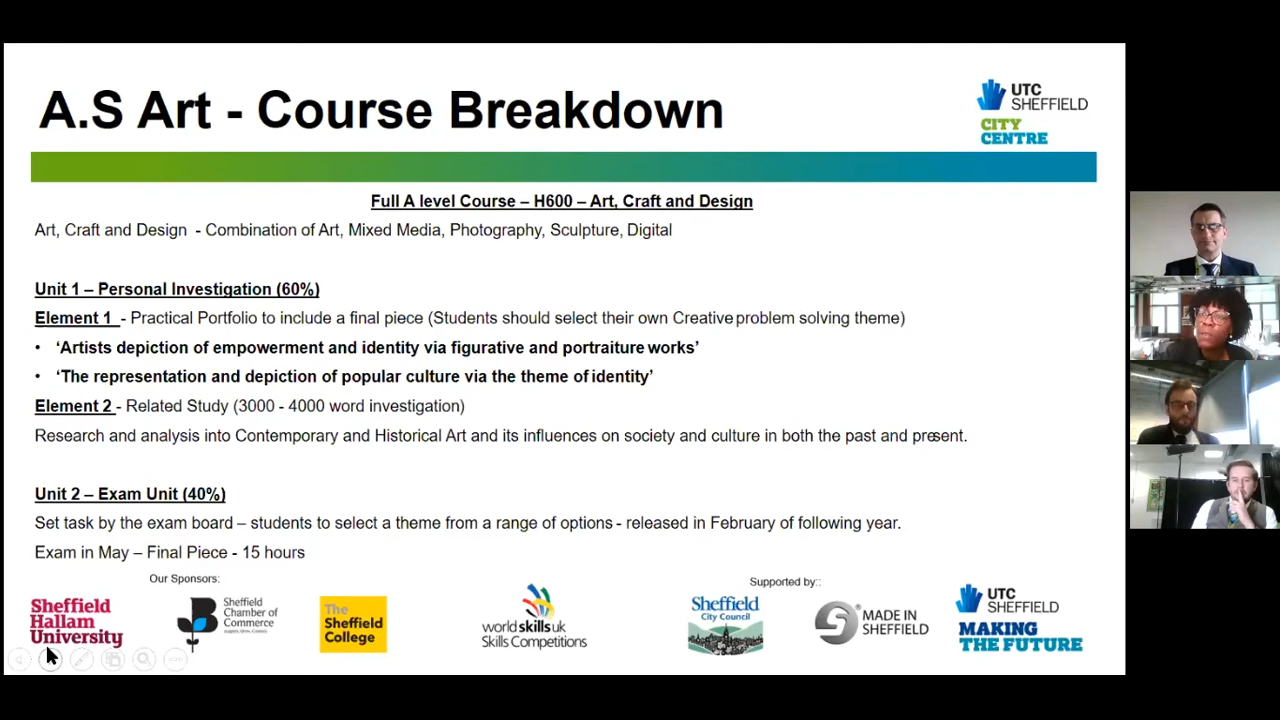 A.S Art - Course Breakdown
UTC
SHEFFIELD
CITY
CENTRE
Full A level Course – H600 – Art, Craft and Design
Art, Craft and Design - Combination of Art, Mixed Media, Photography, Sculpture, Digital
Unit 1 – Personal Investigation (60%)
Element 1 - Practical Portfolio to include a final piece (Students should select their own Creative problem solving theme)
• ‘Artists depiction of empowerment and identity via figurative and portraiture works’
• ‘The representation and depiction of popular culture via the theme of identity’
Element 2 - Related Study (3000 - 4000 word investigation)
Research and analysis into Contemporary and Historical Art and its influences on society and culture in both the past and present.
Unit 2 – Exam Unit (40%)
Set task by the exam board – students to select a theme from a range of options - released in February of following year.
Exam in May – Final Piece - 15 hours
Our Sponsors:
Supported by::
Sheffield
Hallam
University
Sheffield
Chamber of
Commerce
The
Sheffield
College
world skills uk
Skills Competitions
Sheffield
City Council
MADE IN
SHEFFIELD
UTC
SHEFFIELD
MAKING
THE FUTURE